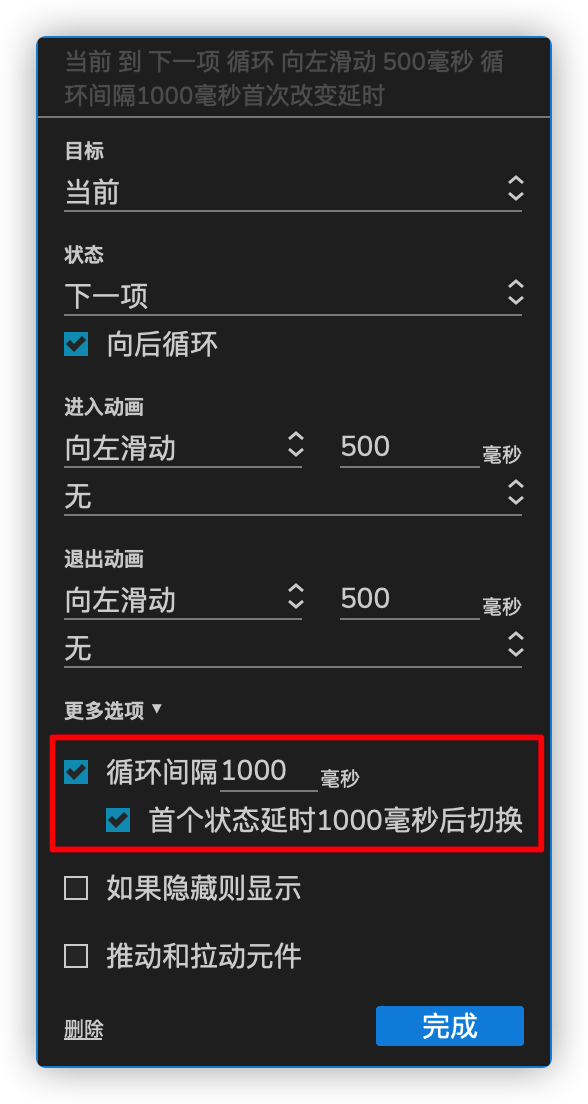 当前 到 下一项 循环 向左滑动 500毫秒 循
环间隔1000毫秒首次改变延时
目标
当前
状态
下一项
向后循环
进入动画
向左滑动 500 毫秒
无
退出动画
向左滑动 500 毫秒
无
更多选项
循环间隔1000 毫秒
首个状态延时1000毫秒后切换
如果隐藏则显示
推动和拉动元件
删除 完成